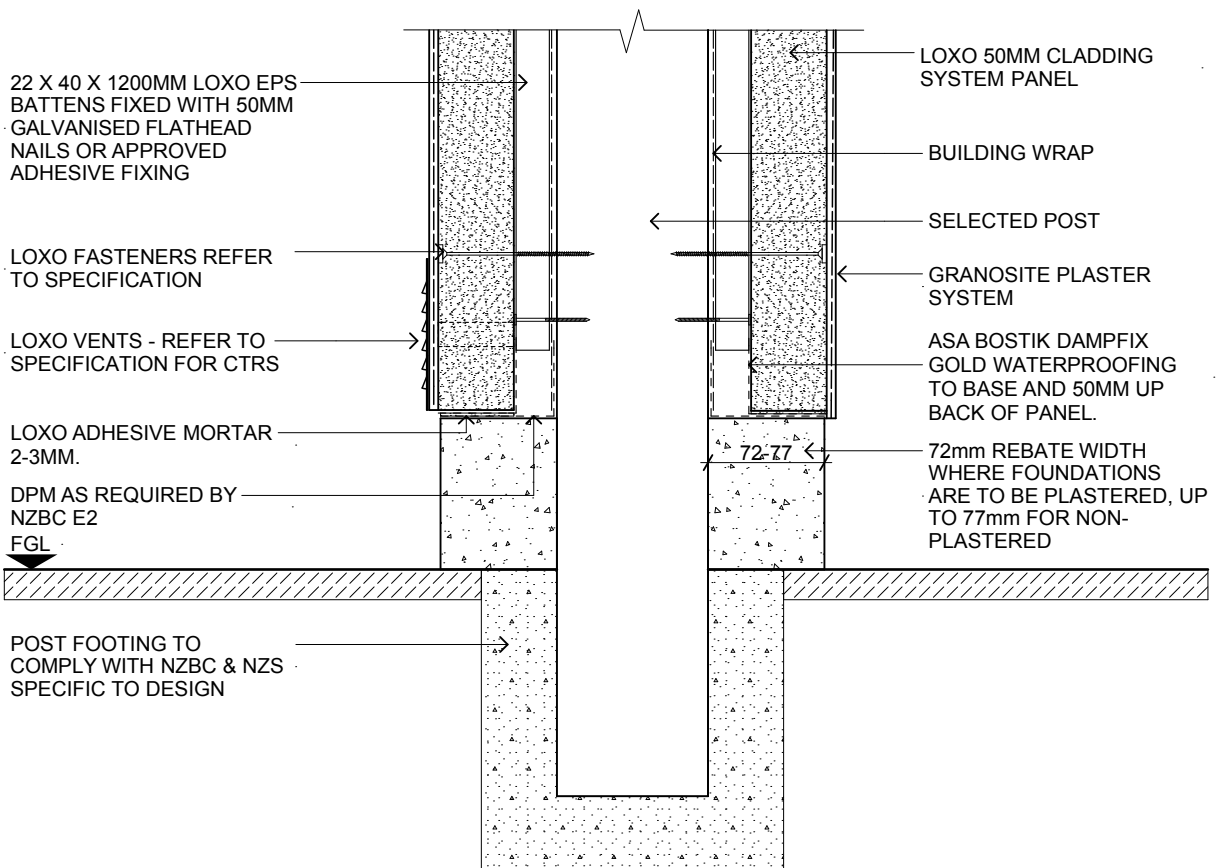 22 X 40 X 1200MM LOXO EPS
BATTENS FIXED WITH 50MM
GALVANISED FLATHEAD
NAILS OR APPROVED
ADHESIVE FIXING
LOXO FASTENERS REFER
TO SPECIFICATION
LOXO VENTS - REFER TO
SPECIFICATION FOR CTRS
LOXO ADHESIVE MORTAR
2-3MM.
DPM AS REQUIRED BY
NZBC E2
FGL
POST FOOTING TO
COMPLY WITH NZBC & NZS
SPECIFIC TO DESIGN
72-77
LOXO 50MM CLADDING
SYSTEM PANEL
BUILDING WRAP
SELECTED POST
GRANOSITE PLASTER
SYSTEM
ASA BOSTIK DAMPFIX
GOLD WATERPROOFING
TO BASE AND 50MM UP
BACK OF PANEL.
72mm REBATE WIDTH
WHERE FOUNDATIONS
ARE TO BE PLASTERED, UP
TO 77mm FOR NON-
PLASTERED